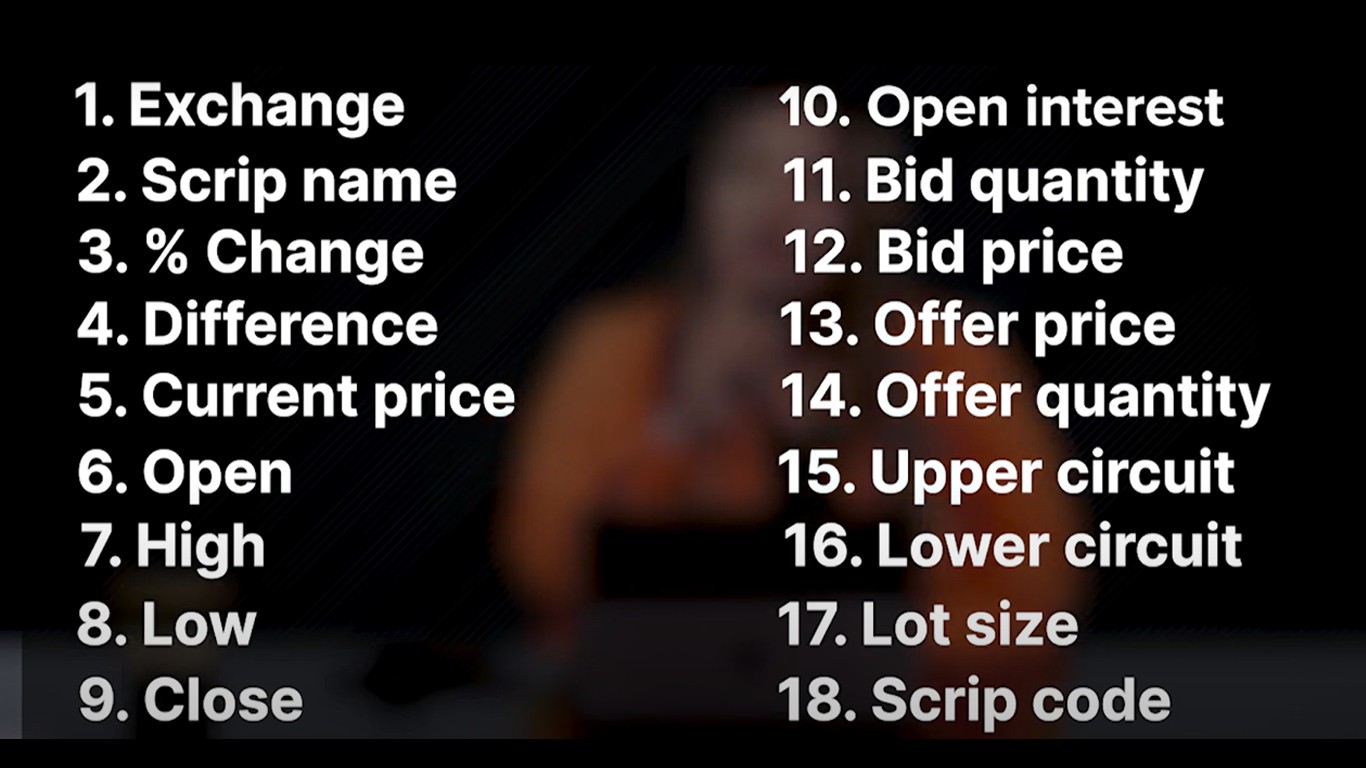 1. Exchange
2. Scrip name
3. % Change
4. Difference
5. Current price
6. Open
7. High
8. Low
9. Close
10. Open interest
11. Bid quantity
12. Bid price
13. Offer price
14. Offer quantity
15. Upper circuit
16. Lower circuit
17. Lot size
18. Scrip code